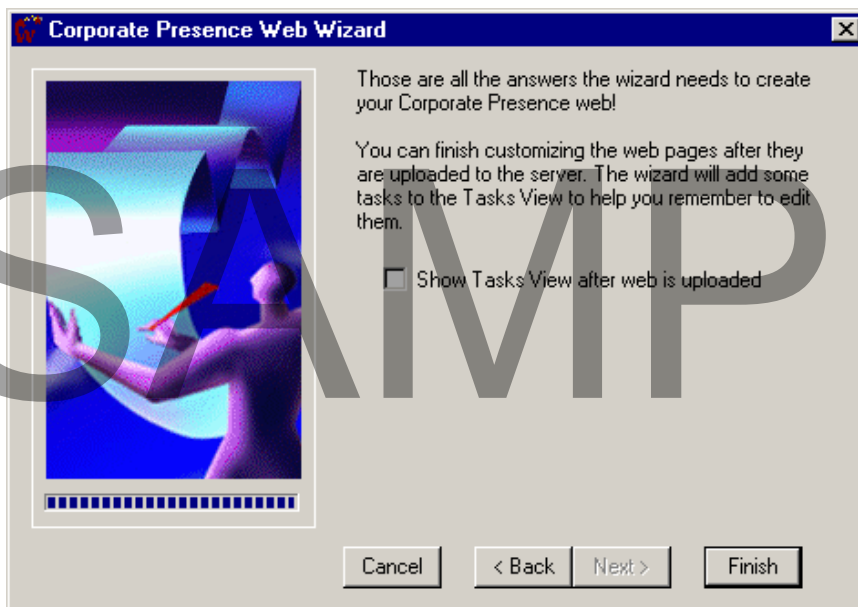 Corporate Presence Web Wizard
Those are all the answers the wizard needs to create
your Corporate Presence web!
You can finish customizing the web pages after they
are uploaded to the server. The wizard will add some
tasks to the Tasks View to help you remember to edit
them.
Show Tasks View after web is uploaded
SAMP
Cancel
< Back
Next >
Finish